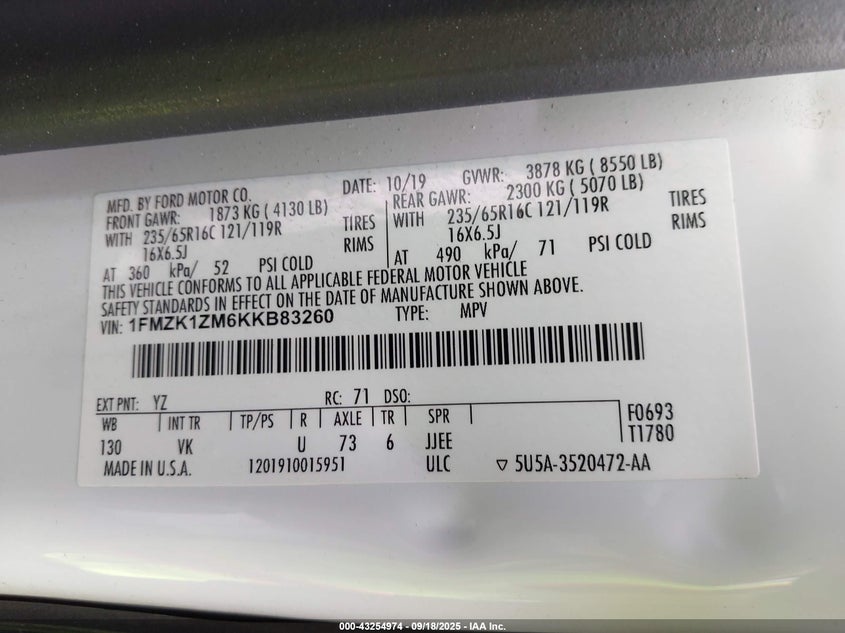 MFD. BY FORD MOTOR CO. DATE: 10/19 GVWR: 3878 KG ( 8550 LB)
FRONT GAWR: 1873 KG ( 4130 LB) REAR GAWR: 2300 KG ( 5070 LB)
WITH 235/65R16C 121/119R TIRES WITH 235/65R16C 121/119R TIRES
16X6.5J RIMS 16X6.5J RIMS
AT 360 kPa/ 52 PSI COLD AT 490 kPa/ 71 PSI COLD
THIS VEHICLE CONFORMS TO ALL APPLICABLE FEDERAL MOTOR VEHICLE
SAFETY STANDARDS IN EFFECT ON THE DATE OF MANUFACTURE SHOWN ABOVE.
VIN: 1FMZK1ZM6KKB83260 TYPE: MPV
EXT PNT: YZ RC: 71 DSO:
WB INT TR TP/PS R AXLE TR SPR F0693
130 VK U 73 6 JJEE T1780
MADE IN U.S.A. 1201910015951 ULC ▽ 5U5A-3520472-AA
000-43254974 - 09/18/2025 - IAA Inc.